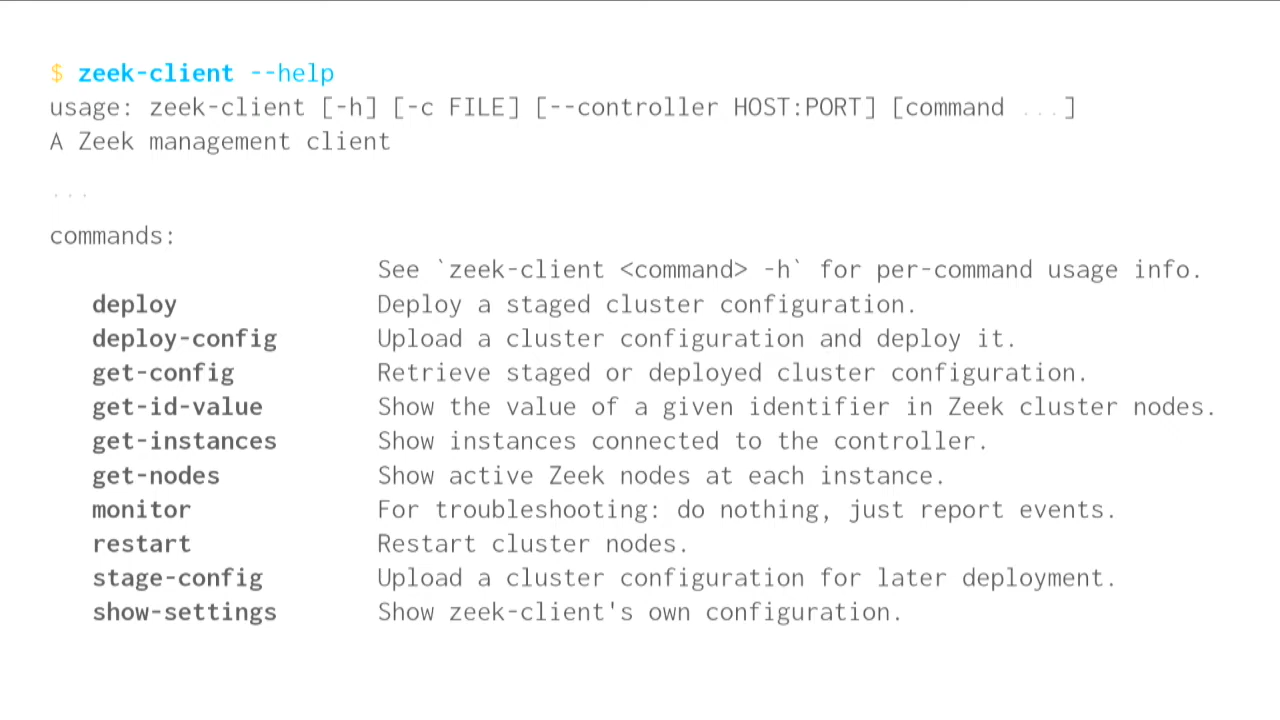 $ zeek-client --help
usage: zeek-client [-h] [-c FILE] [--controller HOST:PORT] [command ...]
A Zeek management client
...
commands:
See `zeek-client <command> -h` for per-command usage info.
deploy Deploy a staged cluster configuration.
deploy-config Upload a cluster configuration and deploy it.
get-config Retrieve staged or deployed cluster configuration.
get-id-value Show the value of a given identifier in Zeek cluster nodes.
get-instances Show instances connected to the controller.
get-nodes Show active Zeek nodes at each instance.
monitor For troubleshooting: do nothing, just report events.
restart Restart cluster nodes.
stage-config Upload a cluster configuration for later deployment.
show-settings Show zeek-client's own configuration.